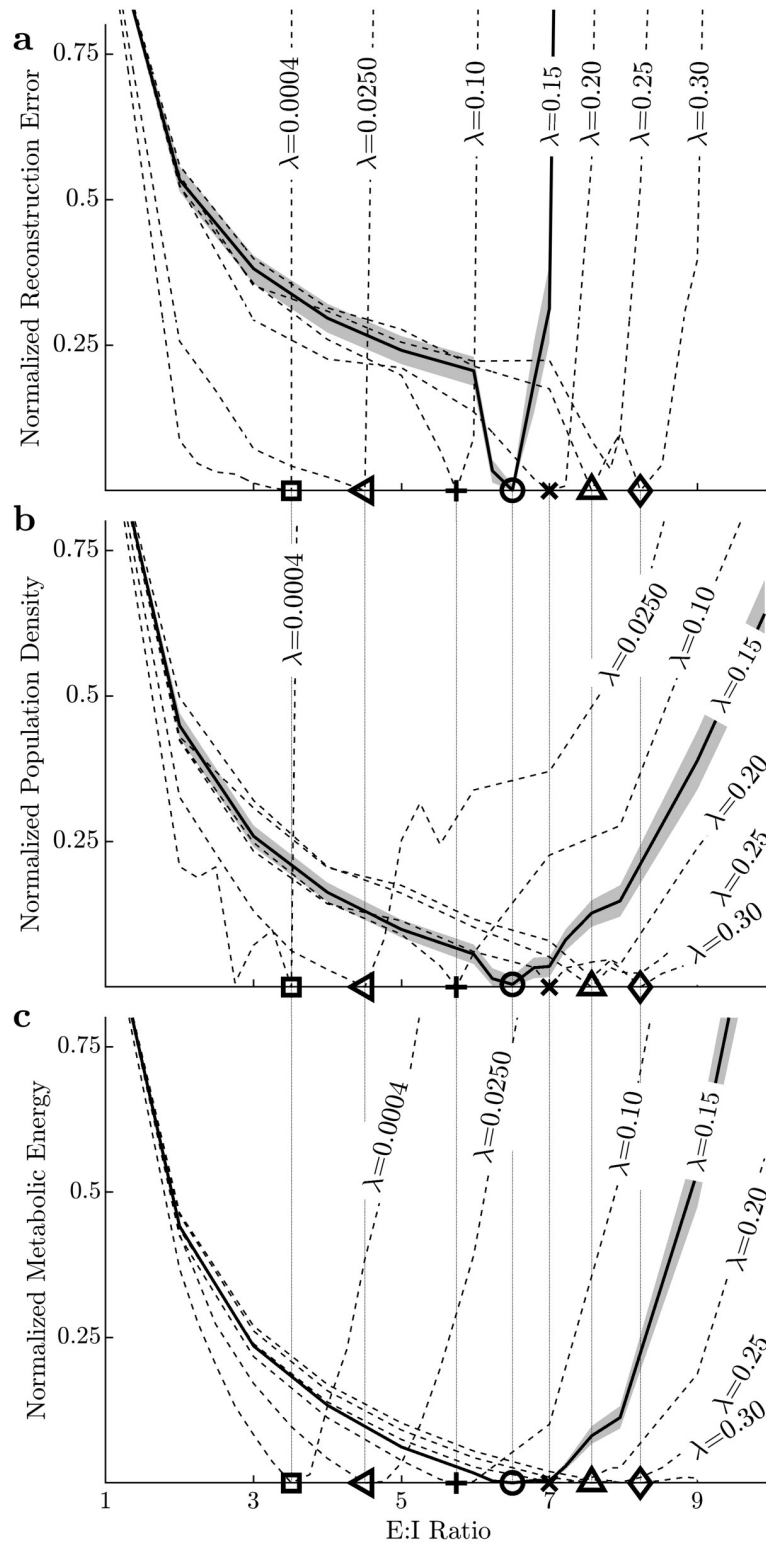 a
Normalized Reconstruction Error
0.75
0.5
0.25
λ=0.0004
λ=0.0250
λ=0.10
λ=0.15
λ=0.20
λ=0.25
λ=0.30
b
Normalized Population Density
0.75
0.5
0.25
λ=0.0004
λ=0.0250
λ=0.10
λ=0.15
λ=0.20
λ=0.25
λ=0.30
c
Normalized Metabolic Energy
0.75
0.5
0.25
λ=0.0004
λ=0.0250
λ=0.10
λ=0.15
λ=0.20
λ=0.25
λ=0.30
1 3 5 7 9
E:I Ratio